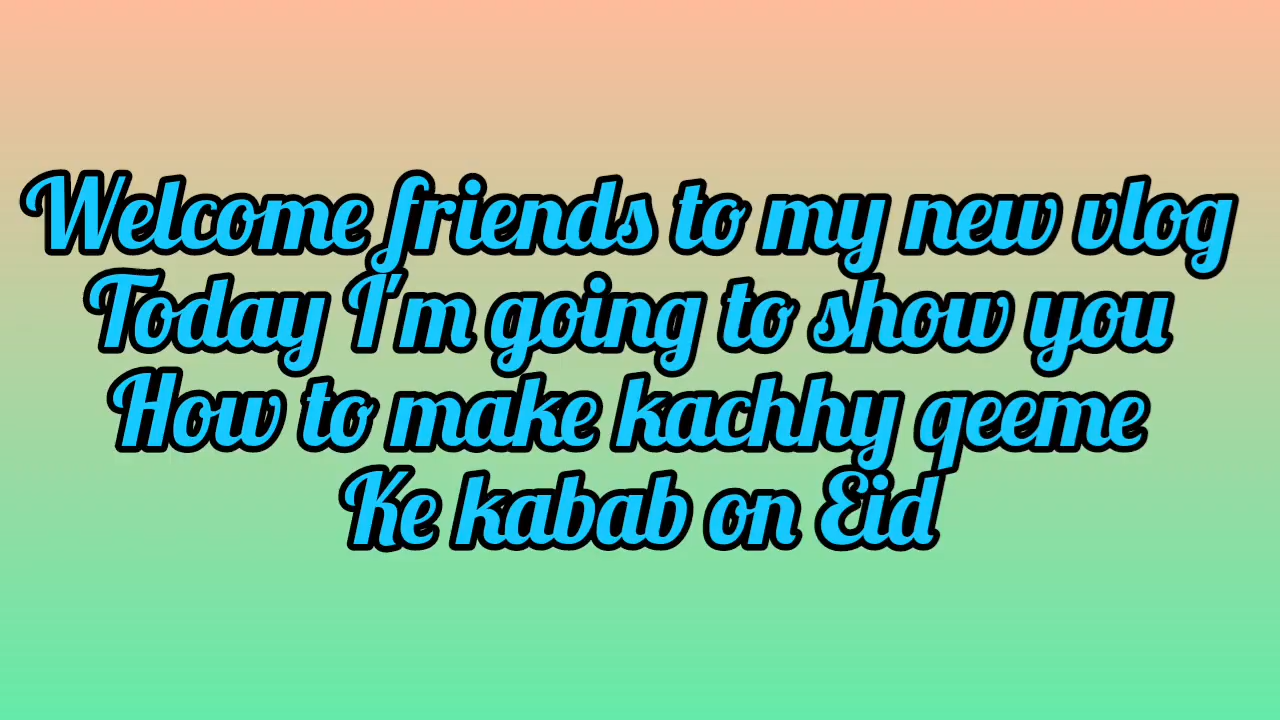 Welcome friends to my new vlog
Today I'm going to show you
How to make kachhy qeeme
Ke kabab on Eid